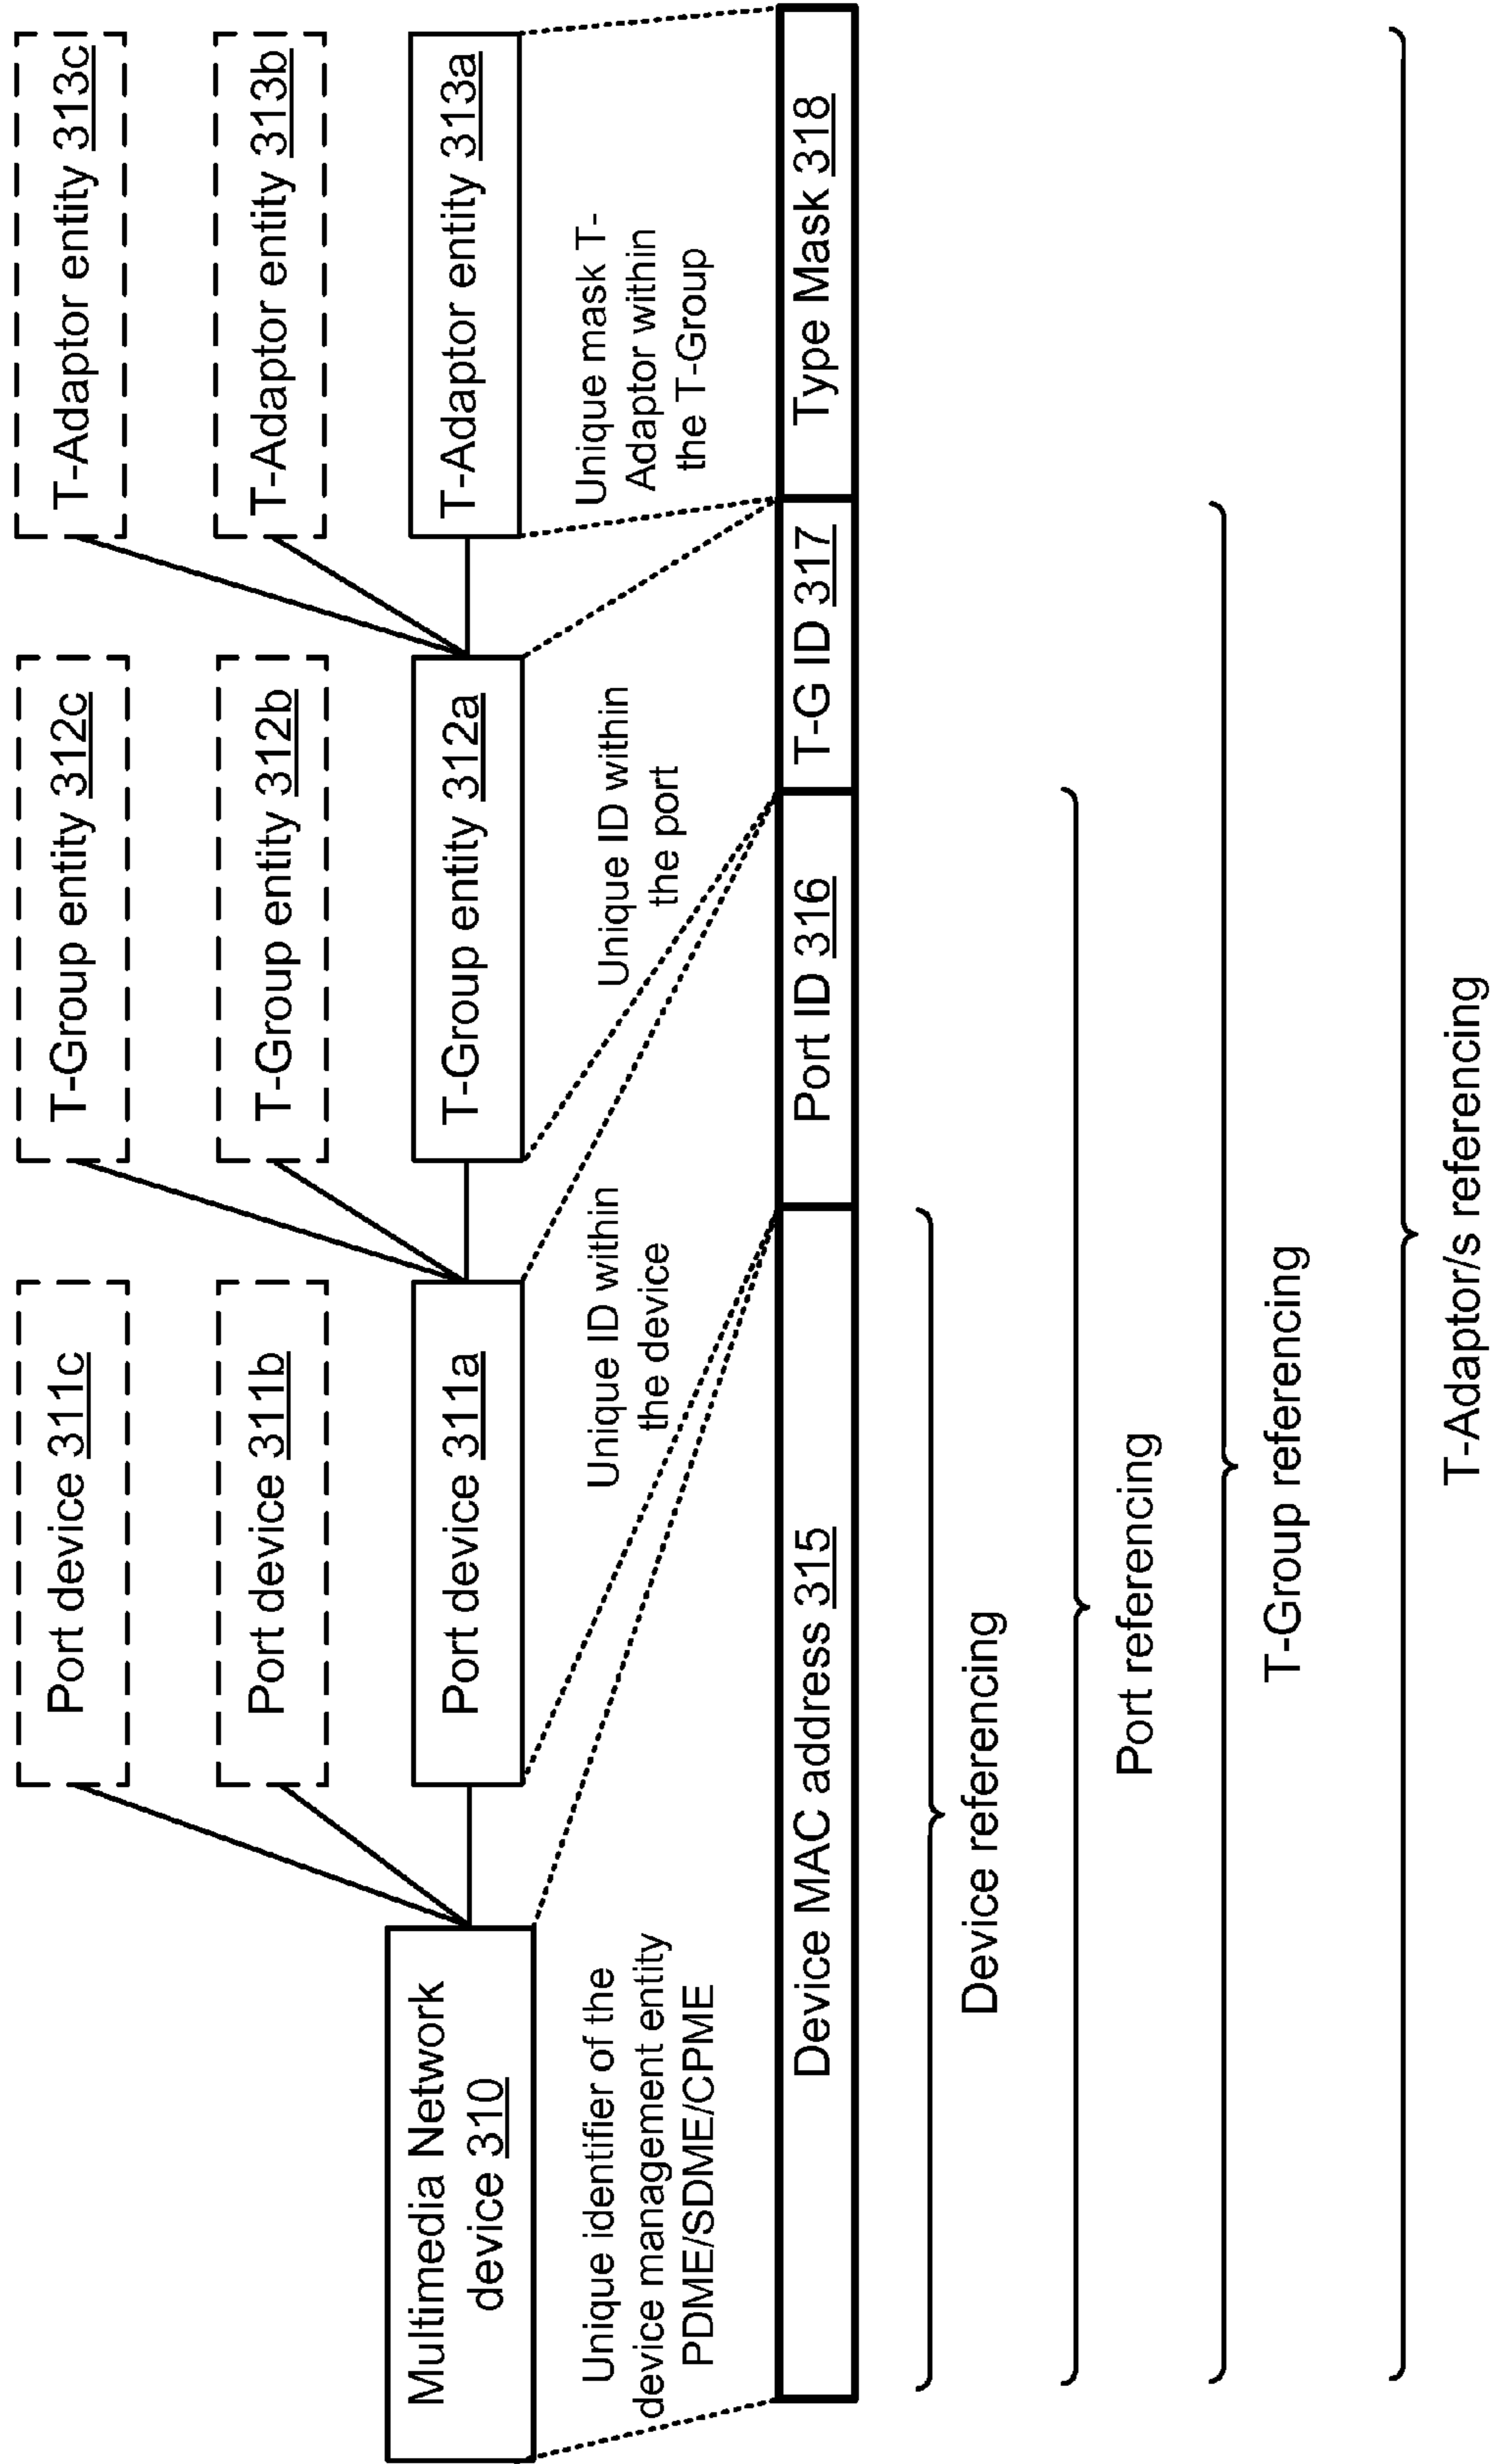 Port device 311c
T-Group entity 312c
T-Adaptor entity 313c
Port device 311b
T-Group entity 312b
T-Adaptor entity 313b
Multimedia Network
device 310
Port device 311a
T-Group entity 312a
T-Adaptor entity 313a
Unique identifier of the
device management entity
PDME/SDME/CPME
Unique ID within
the device
Unique ID within
the port
Unique mask T-
Adaptor within
the T-Group
Device MAC address 315
Port ID 316
T-G ID 317
Type Mask 318
Device referencing
Port referencing
T-Group referencing
T-Adaptor/s referencing